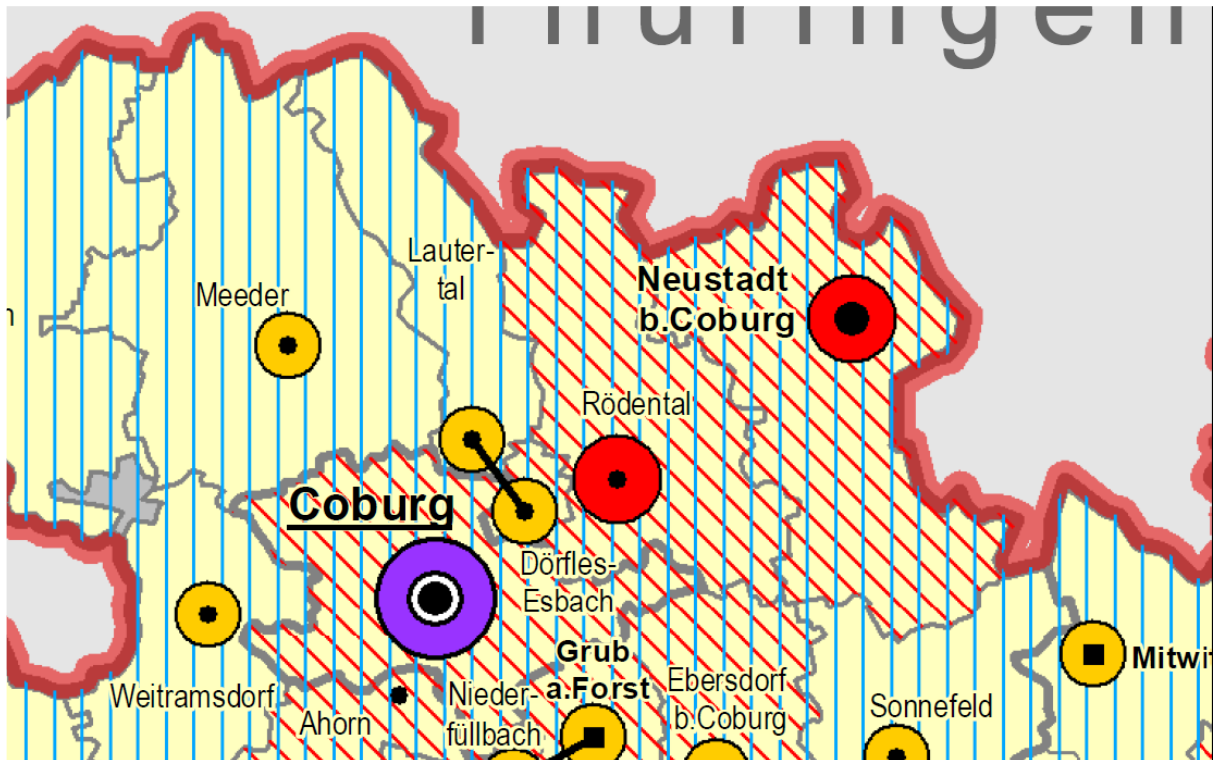 Thüringen
Lauter-
tal
Meeder
Neustadt
b.Coburg
Rödental
Coburg
Dörfles-
Esbach
Grub
a.Forst
Weitramsdorf
Ahorn
Nieder-
füllbach
Ebersdorf
b.Coburg
Sonnefeld